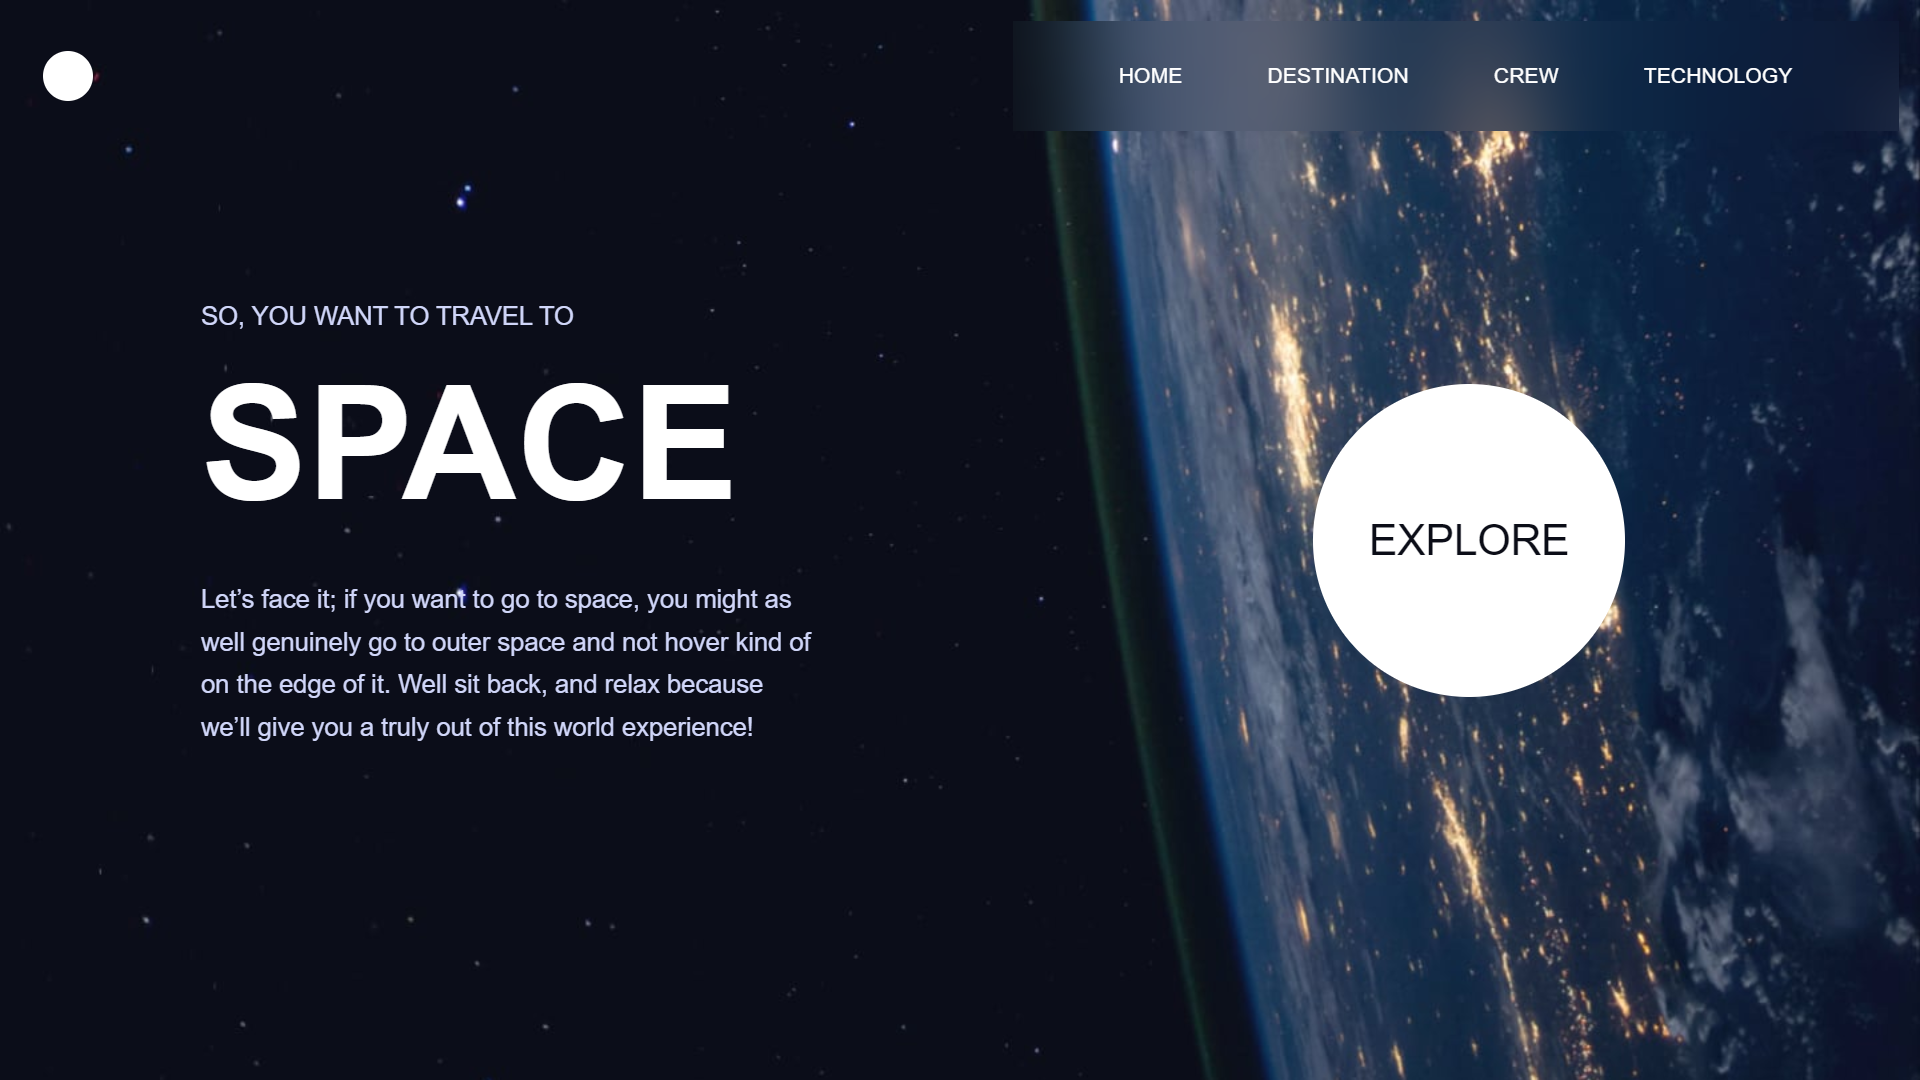 HOME DESTINATION CREW TECHNOLOGY
SO, YOU WANT TO TRAVEL TO
SPACE
Let’s face it; if you want to go to space, you might as
well genuinely go to outer space and not hover kind of
on the edge of it. Well sit back, and relax because
we’ll give you a truly out of this world experience!
EXPLORE